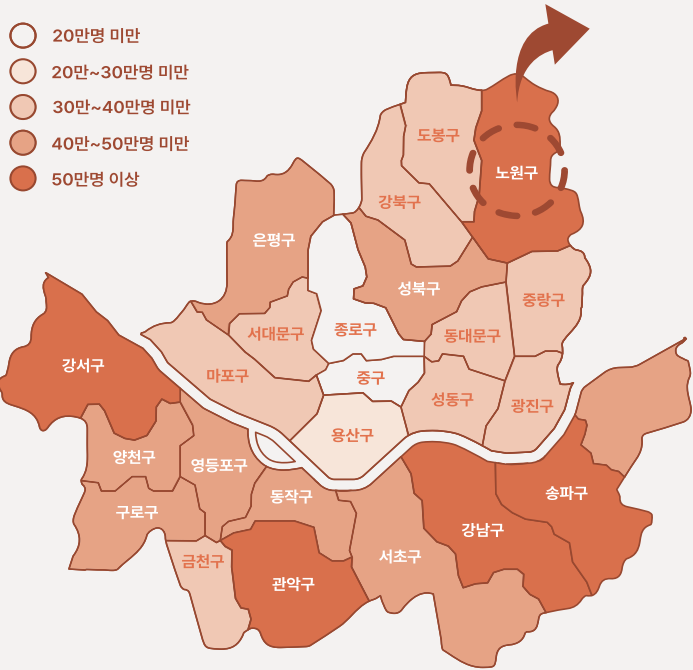 20만명 미만
20만~30만명 미만
30만~40만명 미만
40만~50만명 미만
50만명 이상
도봉구
노원구
강북구
은평구
성북구
중랑구
서대문구
종로구
동대문구
강서구
마포구
중구
성동구
광진구
용산구
양천구
영등포구
동작구
송파구
구로구
강남구
서초구
금천구
관악구